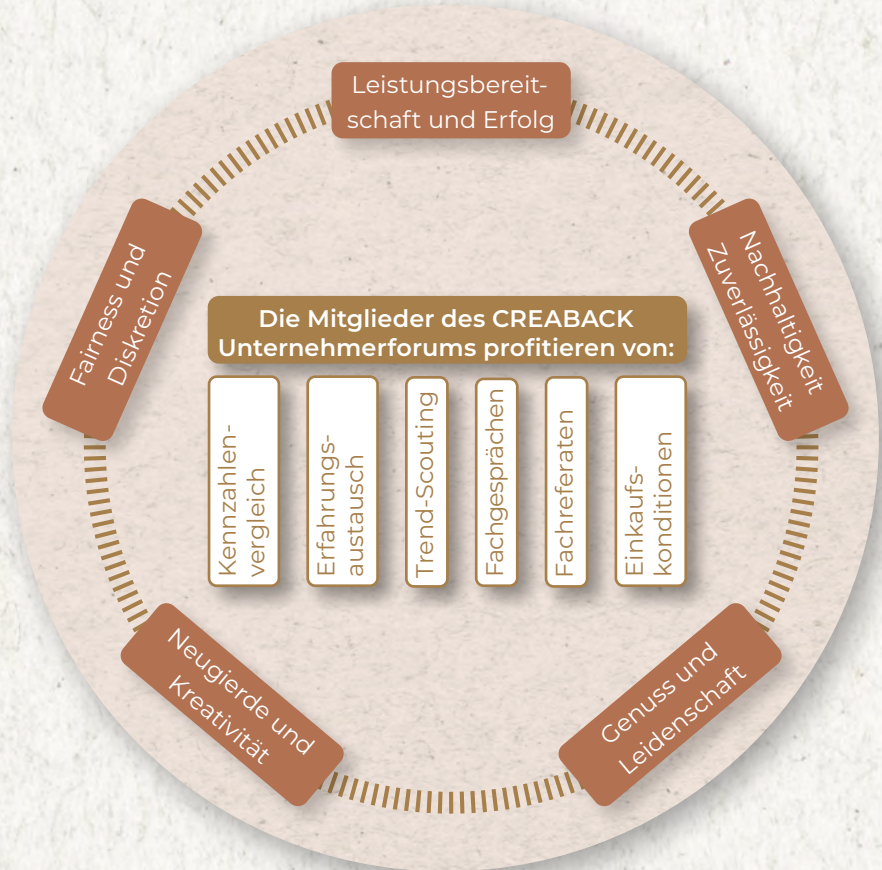 Leistungsbereit-
schaft und Erfolg
Fairness und
Diskretion
Nachhaltigkeit
Zuverlässigkeit
Die Mitglieder des CREABACK
Unternehmerforums profitieren von:
Kennzahlen-
vergleich
Erfahrungs-
austausch
Trend-Scouting
Fachgesprächen
Fachreferaten
Einkaufs-
konditionen
Neugierde und
Kreativität
Genuss und
Leidenschaft